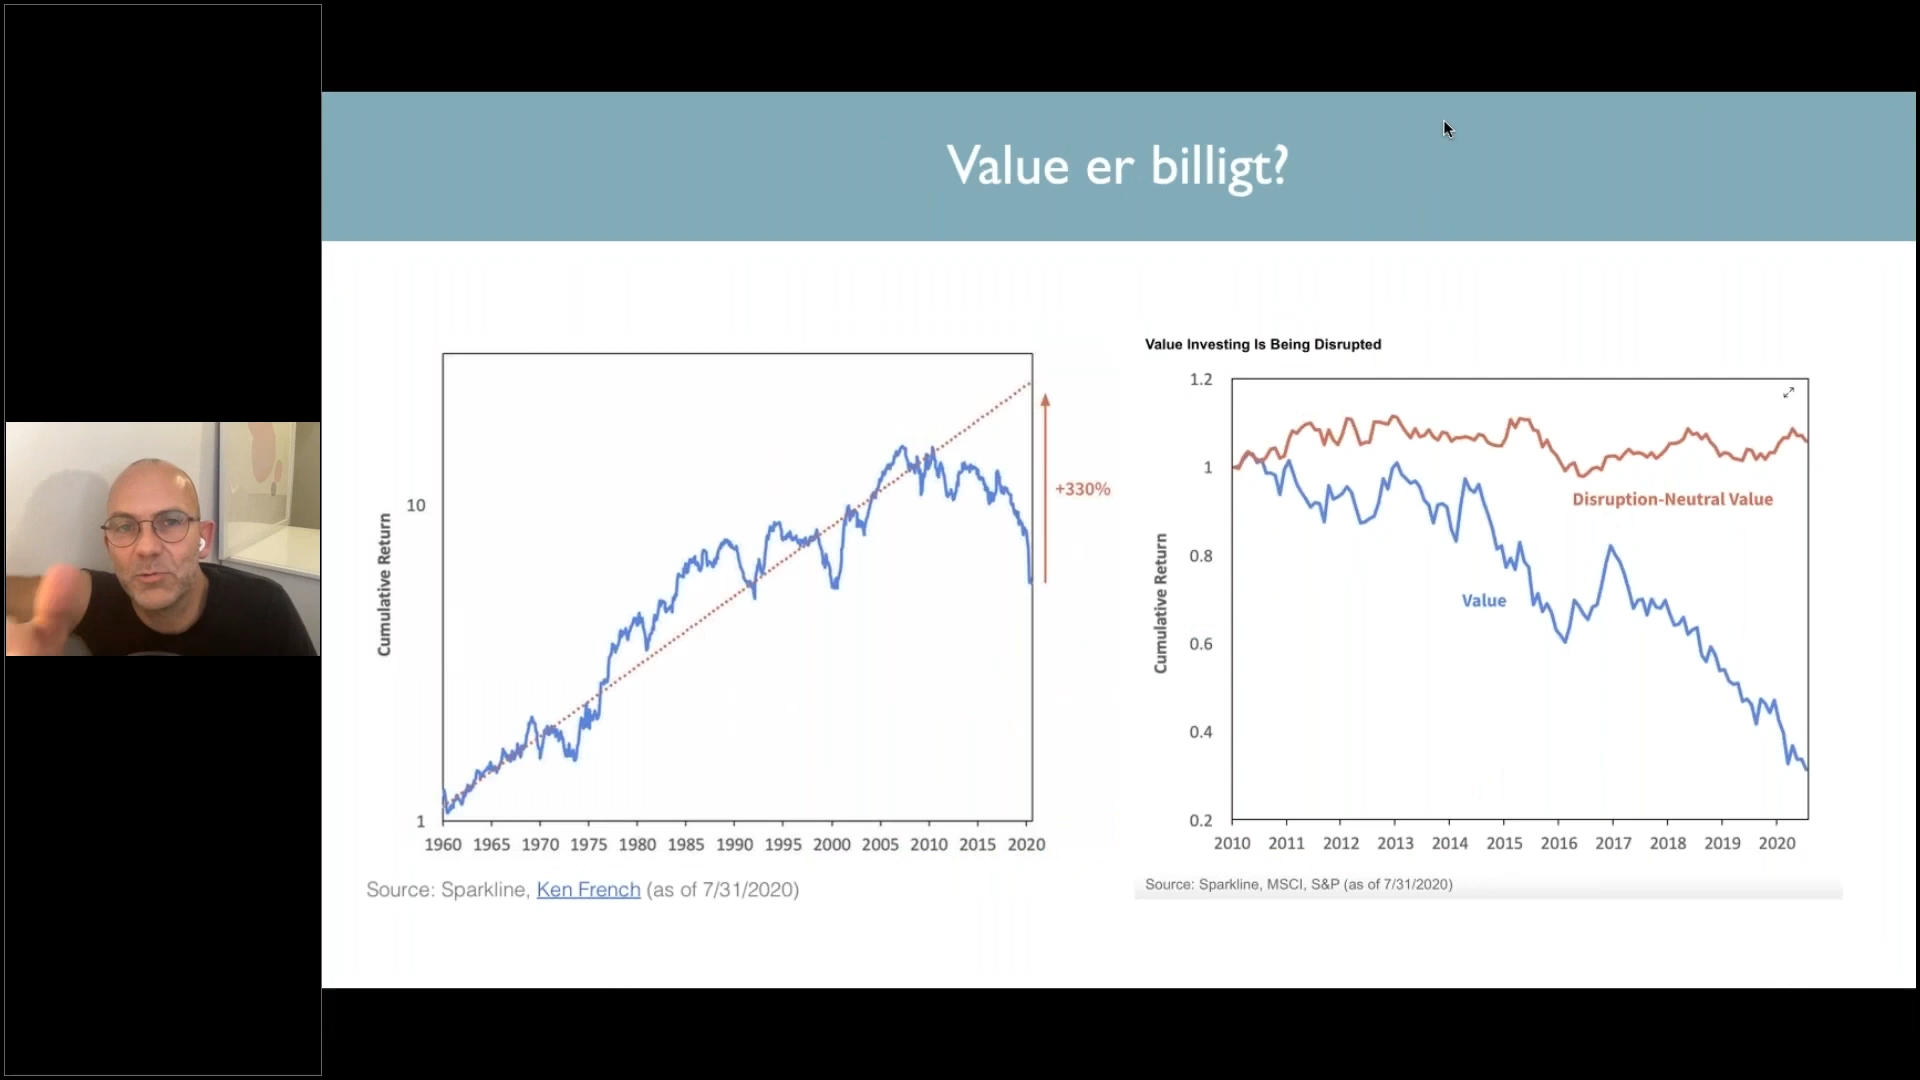 Value er billigt?
Cumulative Return
10
1
+330%
1960 1965 1970 1975 1980 1985 1990 1995 2000 2005 2010 2015 2020
Source: Sparkline, Ken French (as of 7/31/2020)
Value Investing Is Being Disrupted
Cumulative Return
1.2
1
0.8
0.6
0.4
0.2
Disruption-Neutral Value
Value
2010 2011 2012 2013 2014 2015 2016 2017 2018 2019 2020
Source: Sparkline, MSCI, S&P (as of 7/31/2020)